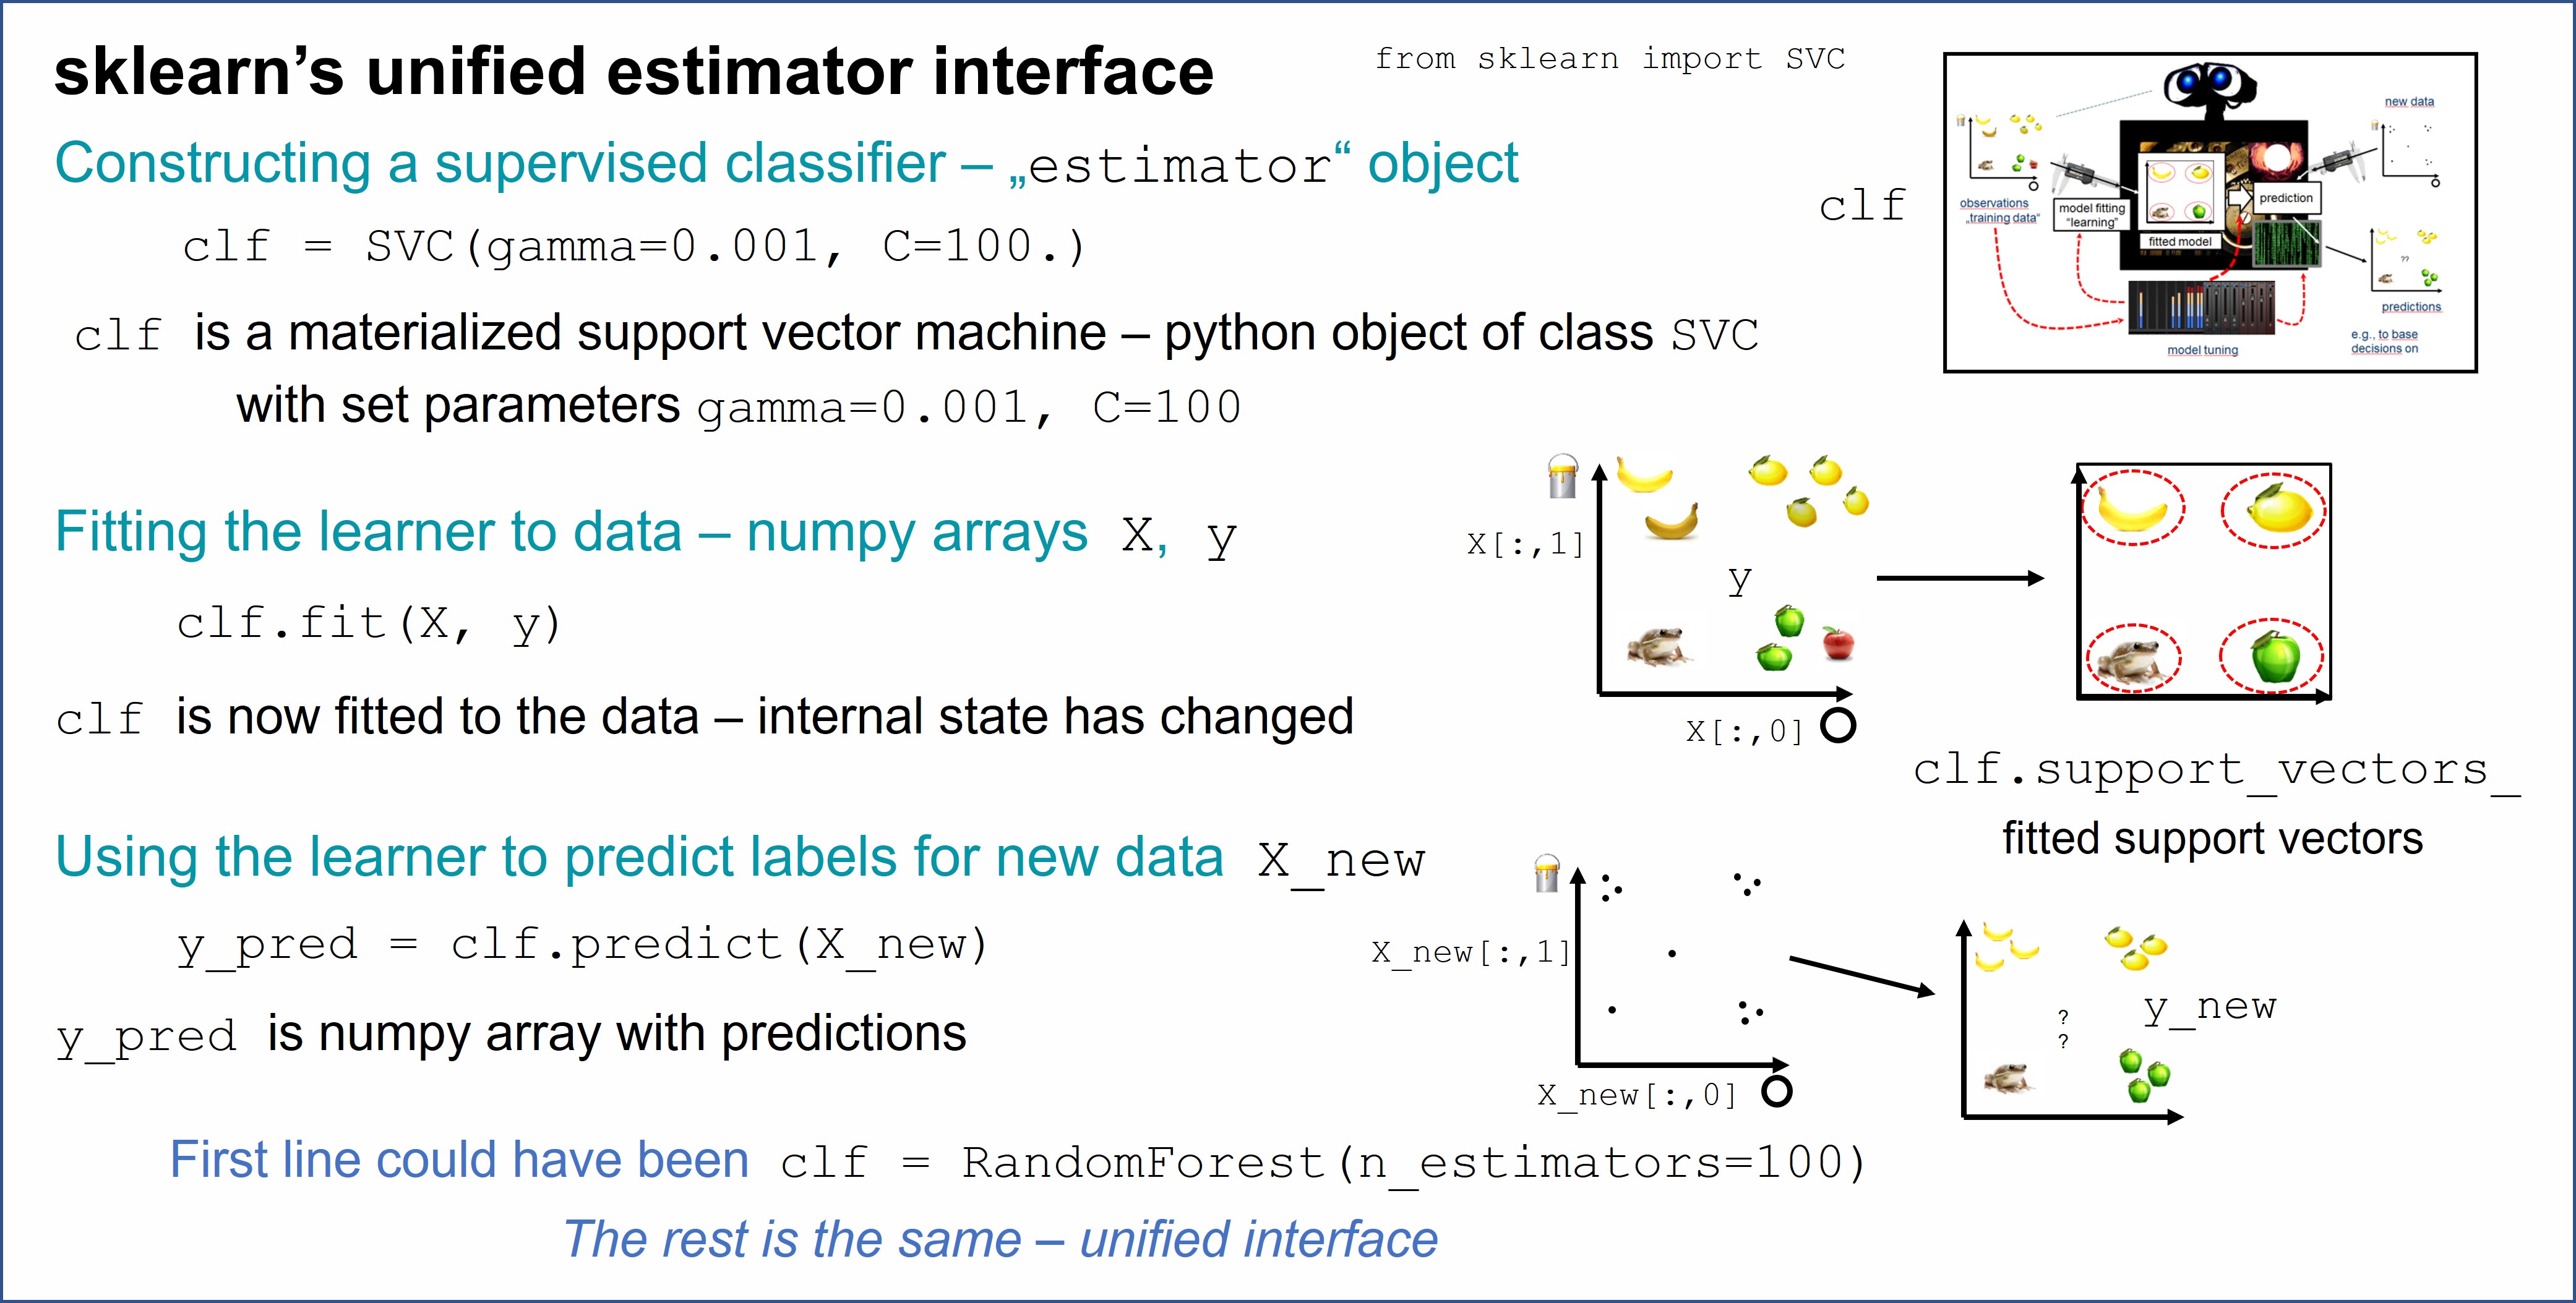 sklearn’s unified estimator interface
from sklearn import SVC
Constructing a supervised classifier – „estimator“ object
clf = SVC(gamma=0.001, C=100.)
clf is a materialized support vector machine – python object of class SVC
with set parameters gamma=0.001, C=100
clf
new data
observations
„training data“
model fitting
“learning”
fitted model
prediction
??
predictions
model tuning
e.g., to base
decisions on
Fitting the learner to data – numpy arrays X, y
clf.fit(X, y)
clf is now fitted to the data – internal state has changed
X[:,1]
y
X[:,0]
clf.support_vectors_
fitted support vectors
Using the learner to predict labels for new data X_new
y_pred = clf.predict(X_new)
y_pred is numpy array with predictions
X_new[:,1]
X_new[:,0]
y_new
?
?
First line could have been clf = RandomForest(n_estimators=100)
The rest is the same – unified interface